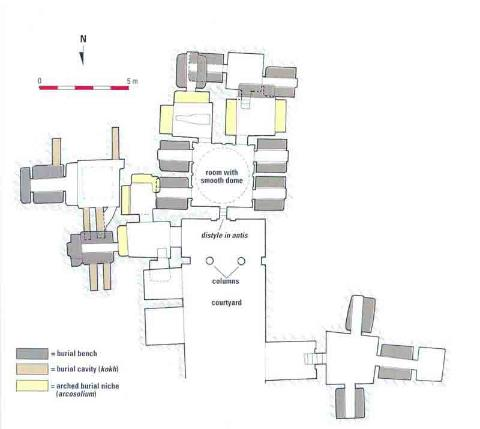 N
0 5 m
room with
smooth dome
distyle in antis
columns
courtyard
= burial bench
= burial cavity (kokh)
= arched burial niche
(arcosolium)